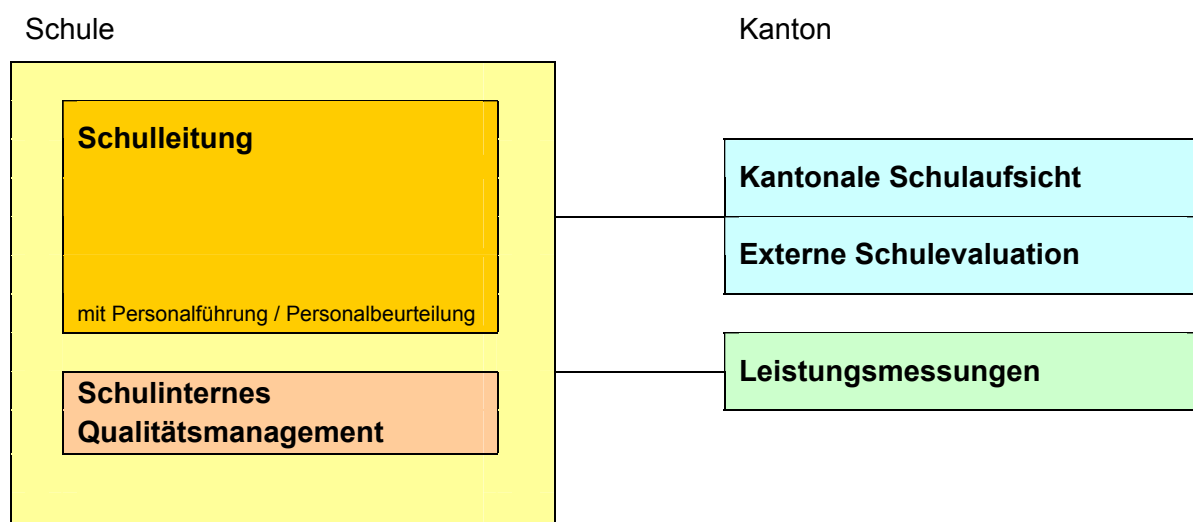 Schule
Kanton
Schulleitung
mit Personalführung / Personalbeurteilung
Schulinternes
Qualitätsmanagement
Kantonale Schulaufsicht
Externe Schulevaluation
Leistungsmessungen